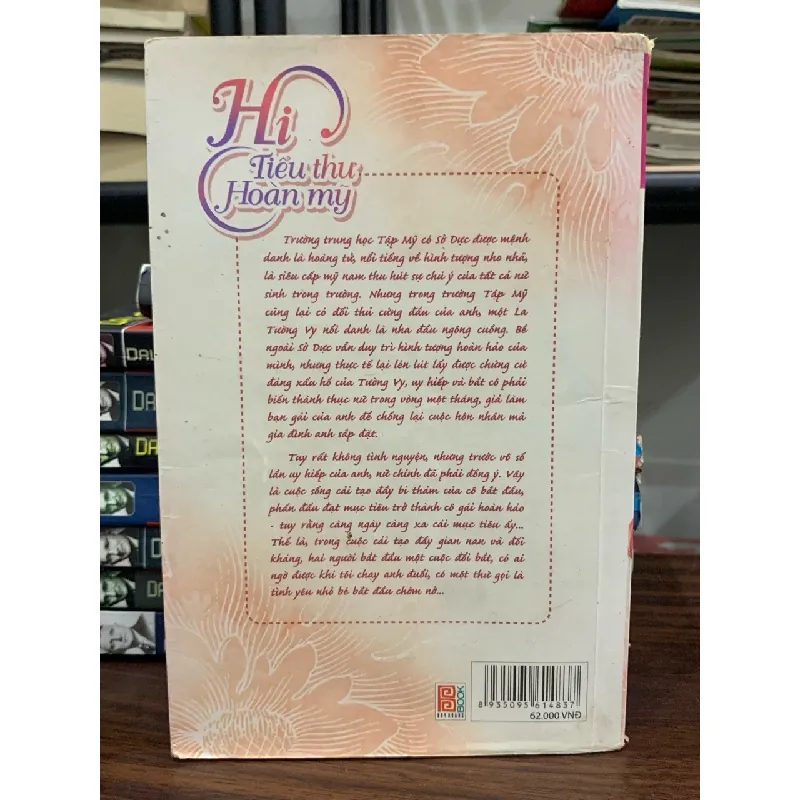 Hi
Tiểu thư
Hoàn mỹ
Trường trung học Tập Mỹ có Sở Dực được mệnh
danh là hoàng tử, nổi tiếng về hình tượng nho nhã,
là siêu cấp mỹ nam thu hút sự chú ý của tất cả nữ
sinh trong trường. Nhưng trong trường Tập Mỹ
cũng lại có đối thủ cứng đầu của anh, một La
Tường Vy nổi danh là nha đầu ngông cuồng. Bề
ngoài Sở Dực vẫn duy trì hình tượng hoàn hảo của
mình, nhưng thực tế lại lén lút lấy được chứng cứ
đáng xấu hổ của Tường Vy, uy hiếp và bắt cô phải
biến thành thục nữ trong vòng một tháng, giả làm
bạn gái của anh để chống lại cuộc hôn nhân mà
gia đình anh sắp đặt.
Tuy rất không tình nguyện, nhưng trước vô số
lần uy hiếp của anh, nữ chính đã phải đồng ý. Vậy
là cuộc sống cải tạo đầy bi thảm của cô bắt đầu,
phấn đấu đạt mục tiêu trở thành cô gái hoàn hảo
- tuy rằng càng ngày càng xa cái mục tiêu ấy...
Thế là, trong cuộc cải tạo đầy gian nan và đối
kháng, hai người bắt đầu một cuộc đối bắt, có ai
ngờ được khi tôi chạy anh đuổi, có một thứ gọi là
tình yêu nhỏ bé bắt đầu chớm nở...
BOOK
8 935095 614837
62.000 VNĐ
DA
DA
DA
DA